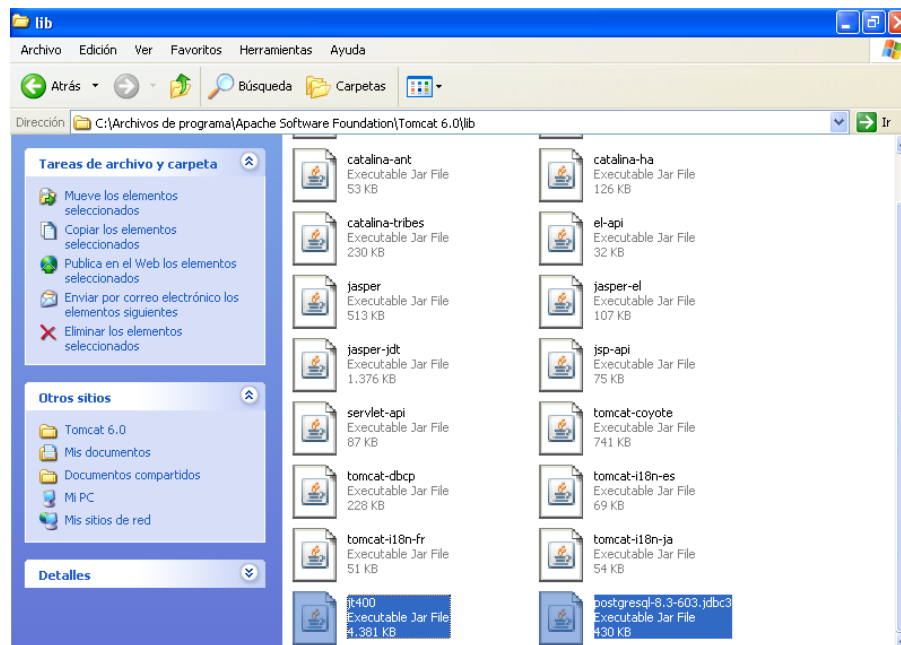 lib
Archivo Edición Ver Favoritos Herramientas Ayuda
Atrás Búsqueda Carpetas
Dirección C:\Archivos de programa\Apache Software Foundation\Tomcat 6.0\lib Ir
Tareas de archivo y carpeta
Mueve los elementos
seleccionados
Copiar los elementos
seleccionados
Publica en el Web los elementos
seleccionados
Enviar por correo electrónico los
elementos siguientes
Eliminar los elementos
seleccionados
Otros sitios
Tomcat 6.0
Mis documentos
Documentos compartidos
Mi PC
Mis sitios de red
Detalles
catalina-ant
Executable Jar File
53 KB
catalina-ha
Executable Jar File
126 KB
catalina-tribes
Executable Jar File
230 KB
el-api
Executable Jar File
32 KB
jasper
Executable Jar File
513 KB
jasper-el
Executable Jar File
107 KB
jasper-jdt
Executable Jar File
1.376 KB
jsp-api
Executable Jar File
75 KB
servlet-api
Executable Jar File
87 KB
tomcat-coyote
Executable Jar File
741 KB
tomcat-dbcp
Executable Jar File
228 KB
tomcat-i18n-es
Executable Jar File
69 KB
tomcat-i18n-fr
Executable Jar File
51 KB
tomcat-i18n-ja
Executable Jar File
54 KB
jt400
Executable Jar File
4.381 KB
postgresql-8.3-603.jdbc3
Executable Jar File
430 KB